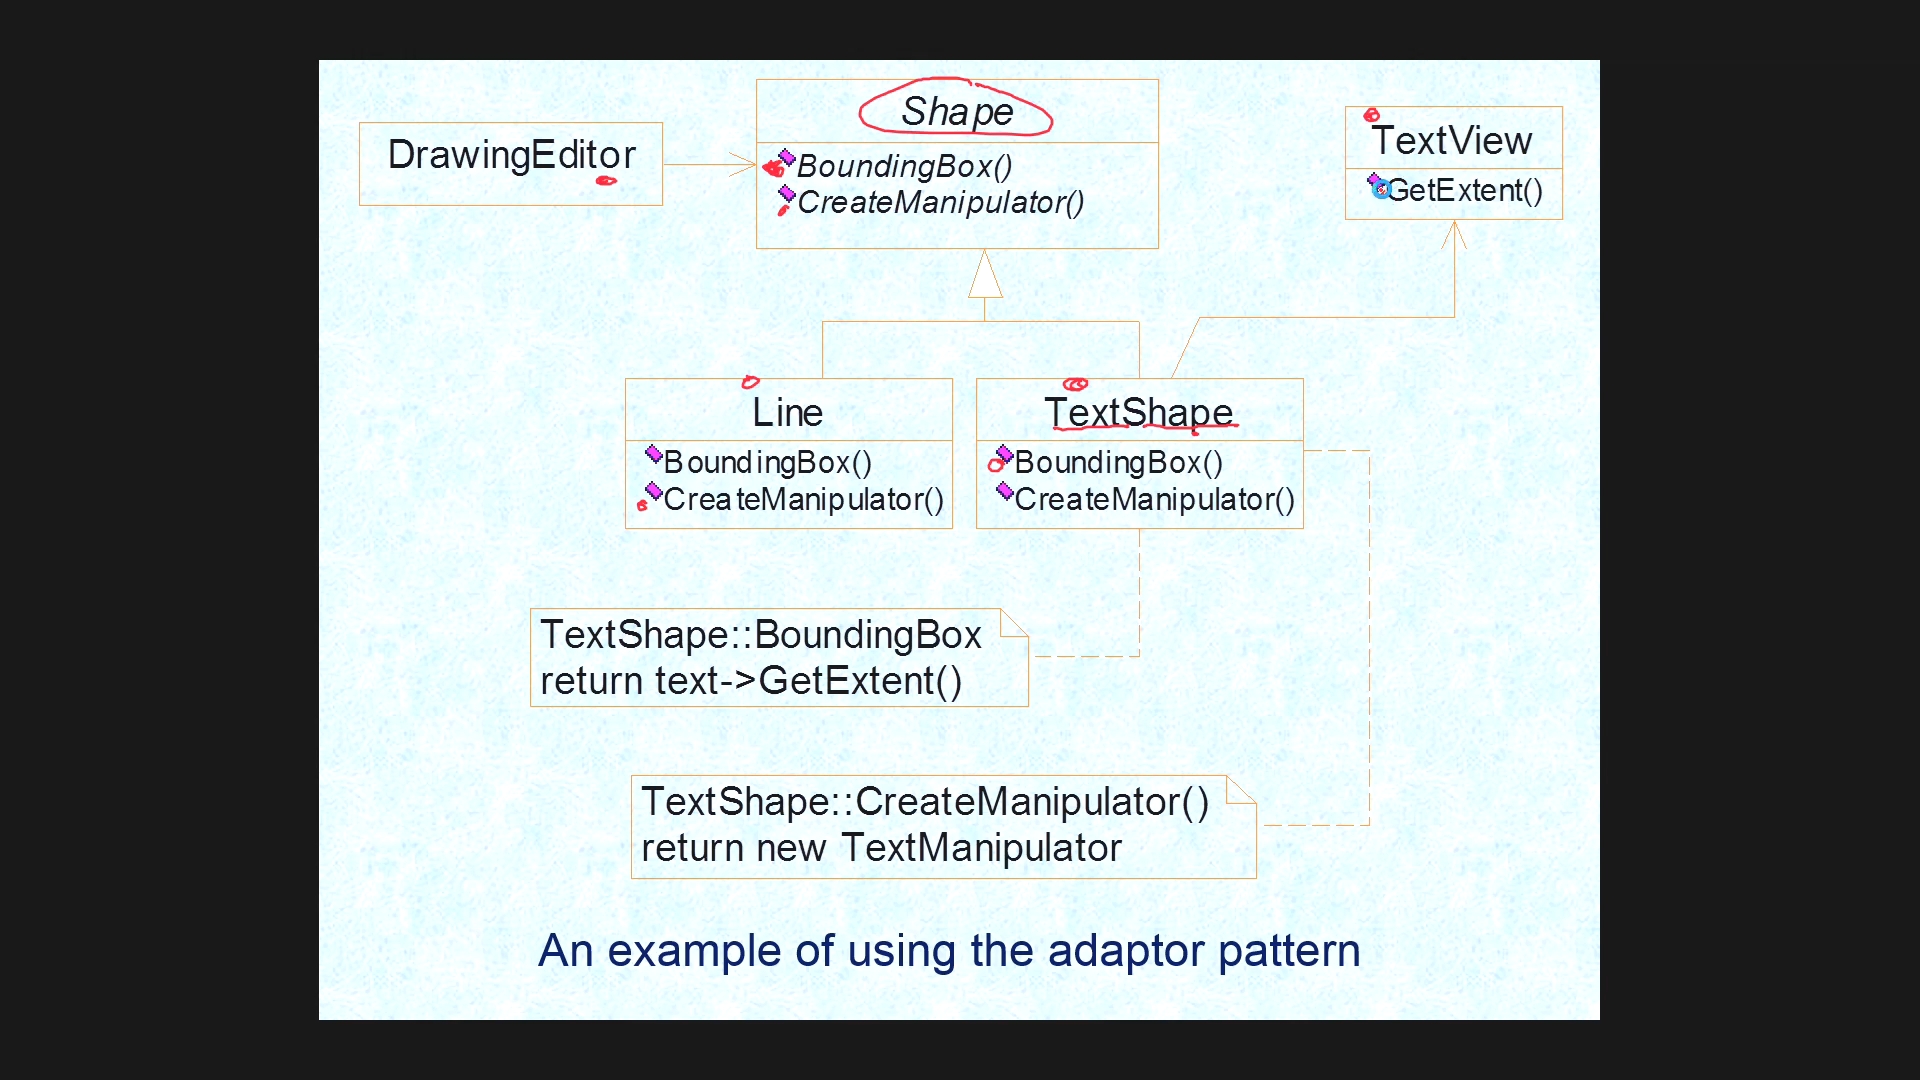 DrawingEditor
Shape
BoundingBox()
CreateManipulator()
TextView
GetExtent()
Line
BoundingBox()
CreateManipulator()
TextShape
BoundingBox()
CreateManipulator()
TextShape::BoundingBox
return text->GetExtent()
TextShape::CreateManipulator()
return new TextManipulator
An example of using the adaptor pattern